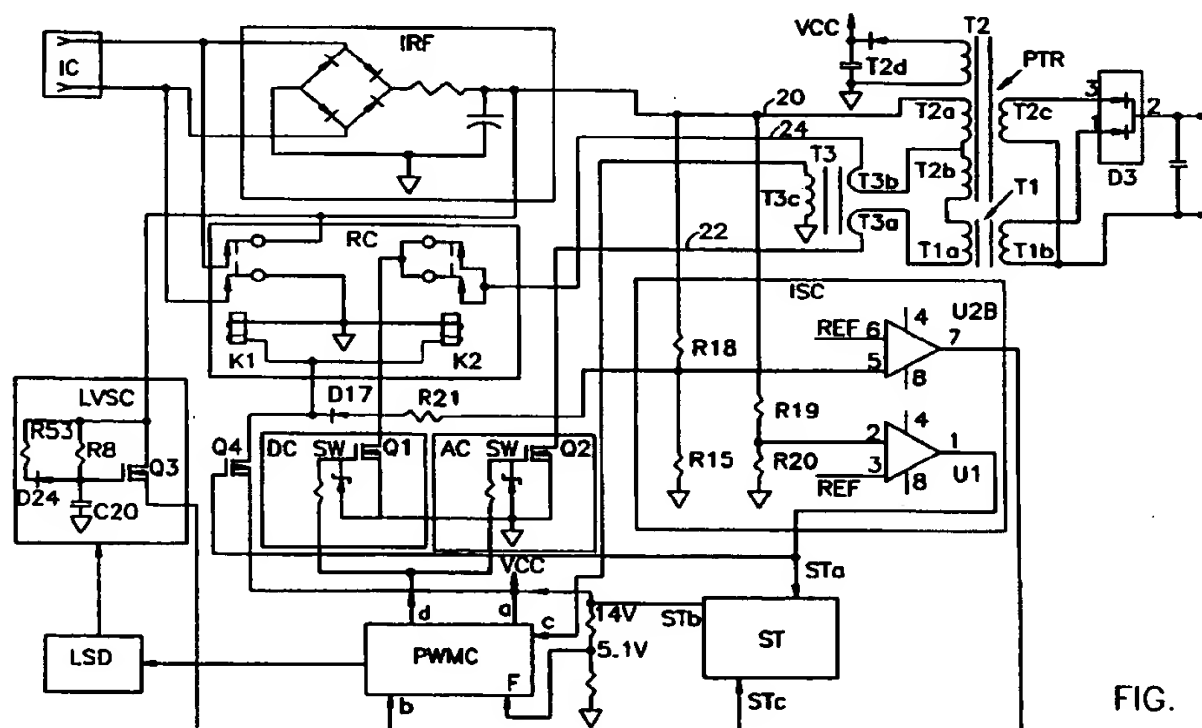 IC
IRF
VCC
T2
T2d
PTR
20
T2a
T2c
3
2
1
24
T3
T2b
D3
T3c
T3b
T3a
T1
22
T1a
T1b
RC
K1
K2
ISC
U2B
REF
6
4
7
5
8
R18
LVSC
D17
R21
R19
R53
R8
Q3
D24
C20
Q4
DC
SW
Q1
AC
SW
Q2
R15
R20
2
4
1
3
8
U1
REF
VCC
STa
d
a
c
14V
STb
ST
LSD
PWMC
5.1V
F
b
STc
FIG.